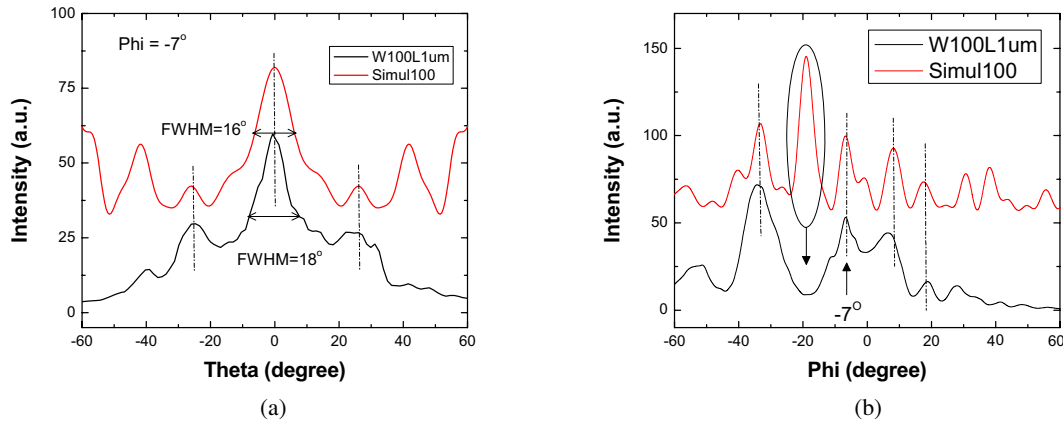 100
75
50
25
0
Intensity (a.u.)
Phi = -7°
W100L1um
Simul100
FWHM=16°
FWHM=18°
-60 -40 -20 0 20 40 60
Theta (degree)
(a)
150
100
50
0
Intensity (a.u.)
W100L1um
Simul100
-7°
-60 -40 -20 0 20 40 60
Phi (degree)
(b)